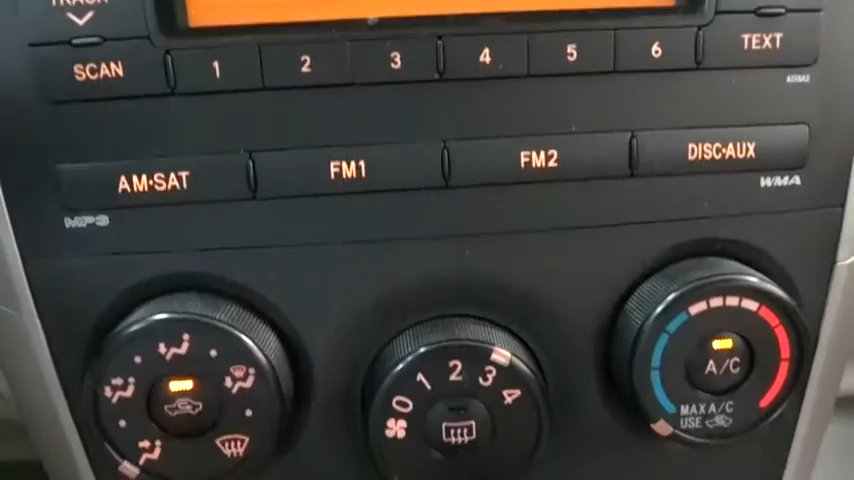 TRACK
SCAN 1 2 3 4 5 6 TEXT
AM·SAT FM1 FM2 DISC·AUX
MP3 WMA
0 1 2 3 4
A/C
MAX A/C
USE